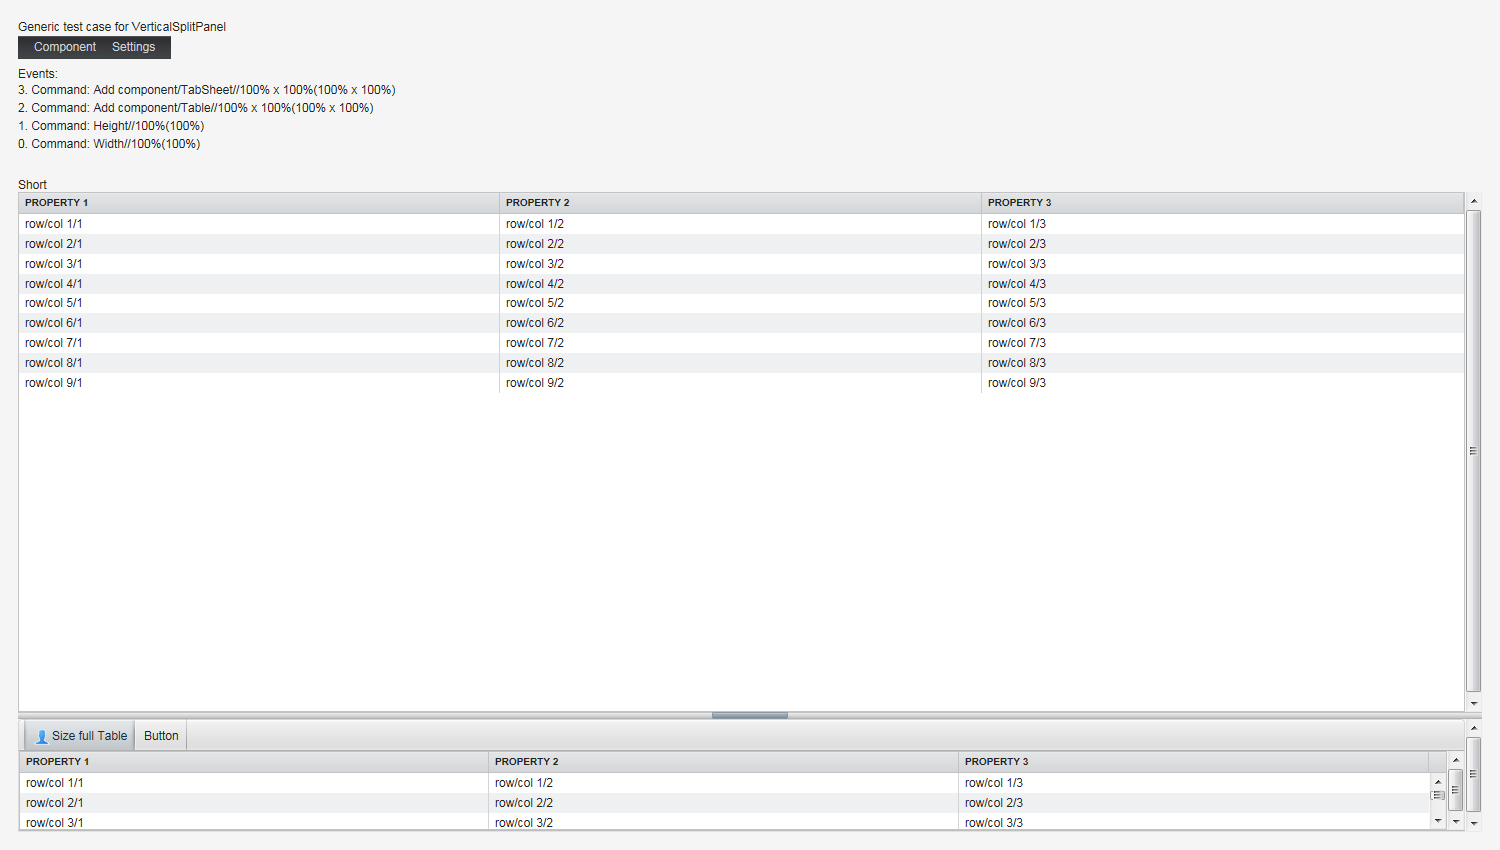 Generic test case for VerticalSplitPanel
Component Settings
Events:
3. Command: Add component/TabSheet//100% x 100%(100% x 100%)
2. Command: Add component/Table//100% x 100%(100% x 100%)
1. Command: Height//100%(100%)
0. Command: Width//100%(100%)
Short
PROPERTY 1 PROPERTY 2 PROPERTY 3
row/col 1/1 row/col 1/2 row/col 1/3
row/col 2/1 row/col 2/2 row/col 2/3
row/col 3/1 row/col 3/2 row/col 3/3
row/col 4/1 row/col 4/2 row/col 4/3
row/col 5/1 row/col 5/2 row/col 5/3
row/col 6/1 row/col 6/2 row/col 6/3
row/col 7/1 row/col 7/2 row/col 7/3
row/col 8/1 row/col 8/2 row/col 8/3
row/col 9/1 row/col 9/2 row/col 9/3
Size full Table Button
PROPERTY 1 PROPERTY 2 PROPERTY 3
row/col 1/1 row/col 1/2 row/col 1/3
row/col 2/1 row/col 2/2 row/col 2/3
row/col 3/1 row/col 3/2 row/col 3/3